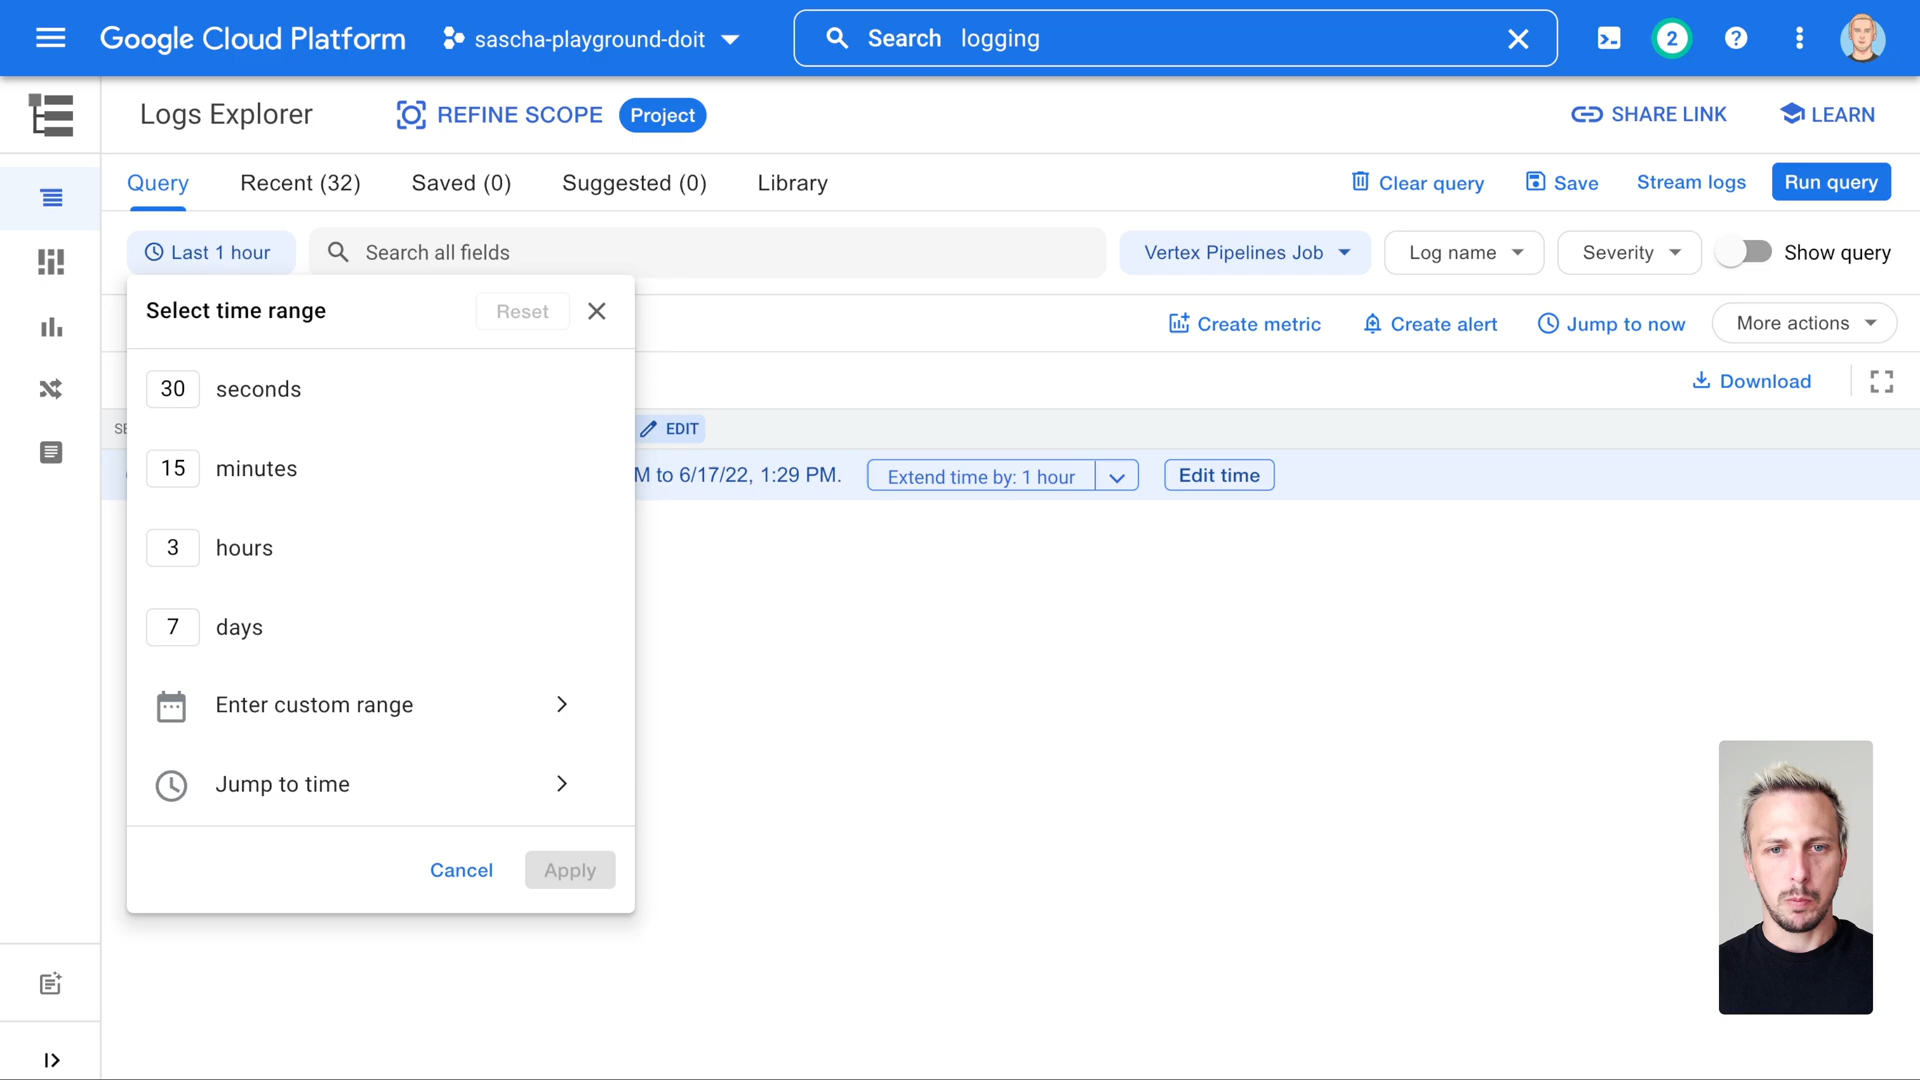 Google Cloud Platform
sascha-playground-doit
Search logging
2
?
Logs Explorer
REFINE SCOPE
Project
SHARE LINK
LEARN
Query
Recent (32)
Saved (0)
Suggested (0)
Library
Clear query
Save
Stream logs
Run query
Last 1 hour
Search all fields
Vertex Pipelines Job
Log name
Severity
Show query
Select time range
Reset
Create metric
Create alert
Jump to now
More actions
30 seconds
Download
SE
EDIT
15 minutes
M to 6/17/22, 1:29 PM.
Extend time by: 1 hour
Edit time
3 hours
7 days
Enter custom range
Jump to time
Cancel
Apply